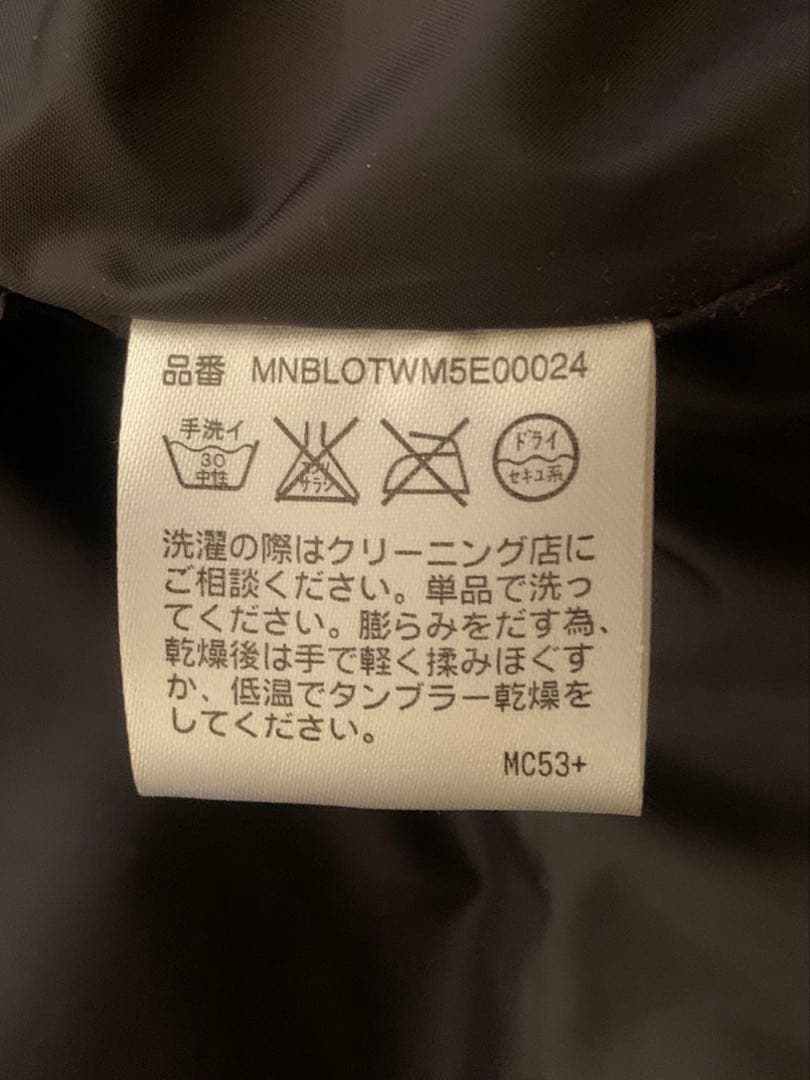 品番 MNBLOTWM5E00024
手洗イ
30
中性
エンソ
サラシ
ドライ
セキユ系
洗濯の際はクリーニング店に
ご相談ください。単品で洗っ
てください。膨らみをだす為、
乾燥後は手で軽く揉みほぐす
か、低温でタンブラー乾燥を
してください。
MC53+